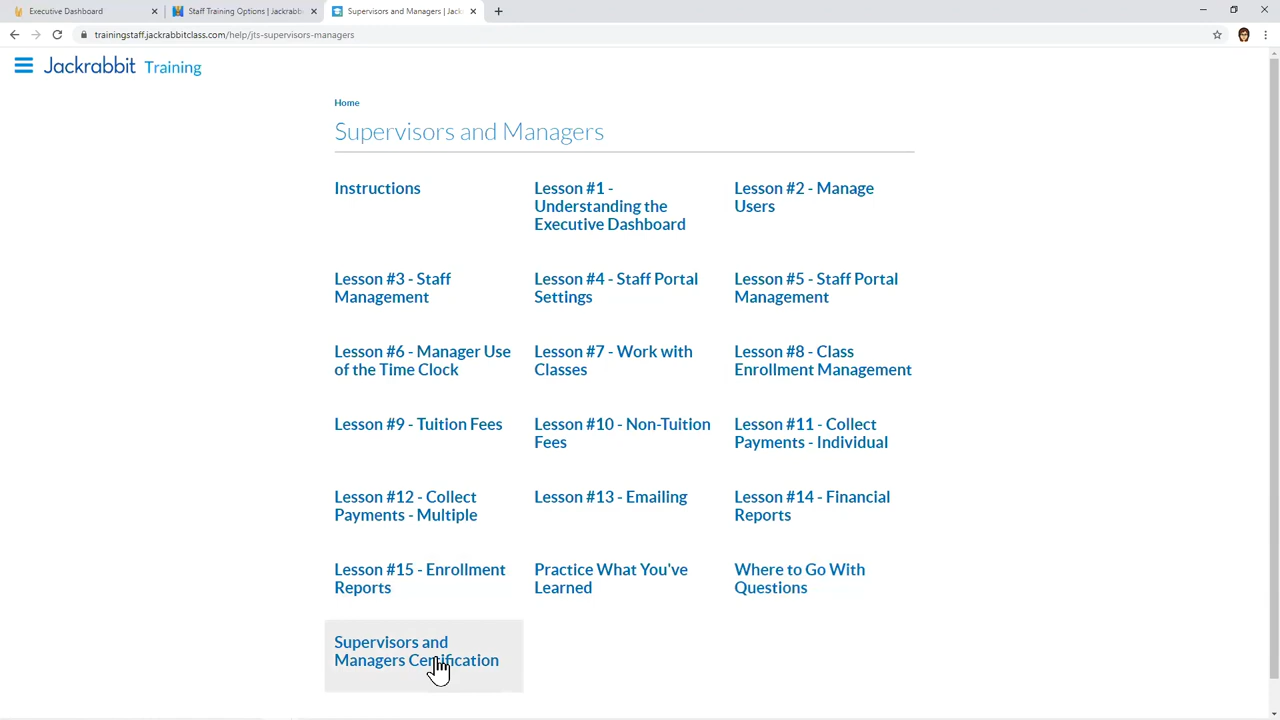 Executive Dashboard
Staff Training Options | Jackrabb
Supervisors and Managers | Jack
trainingstaff.jackrabbitclass.com/help/jts-supervisors-managers
Jackrabbit Training
Home
Supervisors and Managers
Instructions
Lesson #1 -
Understanding the
Executive Dashboard
Lesson #2 - Manage
Users
Lesson #3 - Staff
Management
Lesson #4 - Staff Portal
Settings
Lesson #5 - Staff Portal
Management
Lesson #6 - Manager Use
of the Time Clock
Lesson #7 - Work with
Classes
Lesson #8 - Class
Enrollment Management
Lesson #9 - Tuition Fees
Lesson #10 - Non-Tuition
Fees
Lesson #11 - Collect
Payments - Individual
Lesson #12 - Collect
Payments - Multiple
Lesson #13 - Emailing
Lesson #14 - Financial
Reports
Lesson #15 - Enrollment
Reports
Practice What You've
Learned
Where to Go With
Questions
Supervisors and
Managers Certification